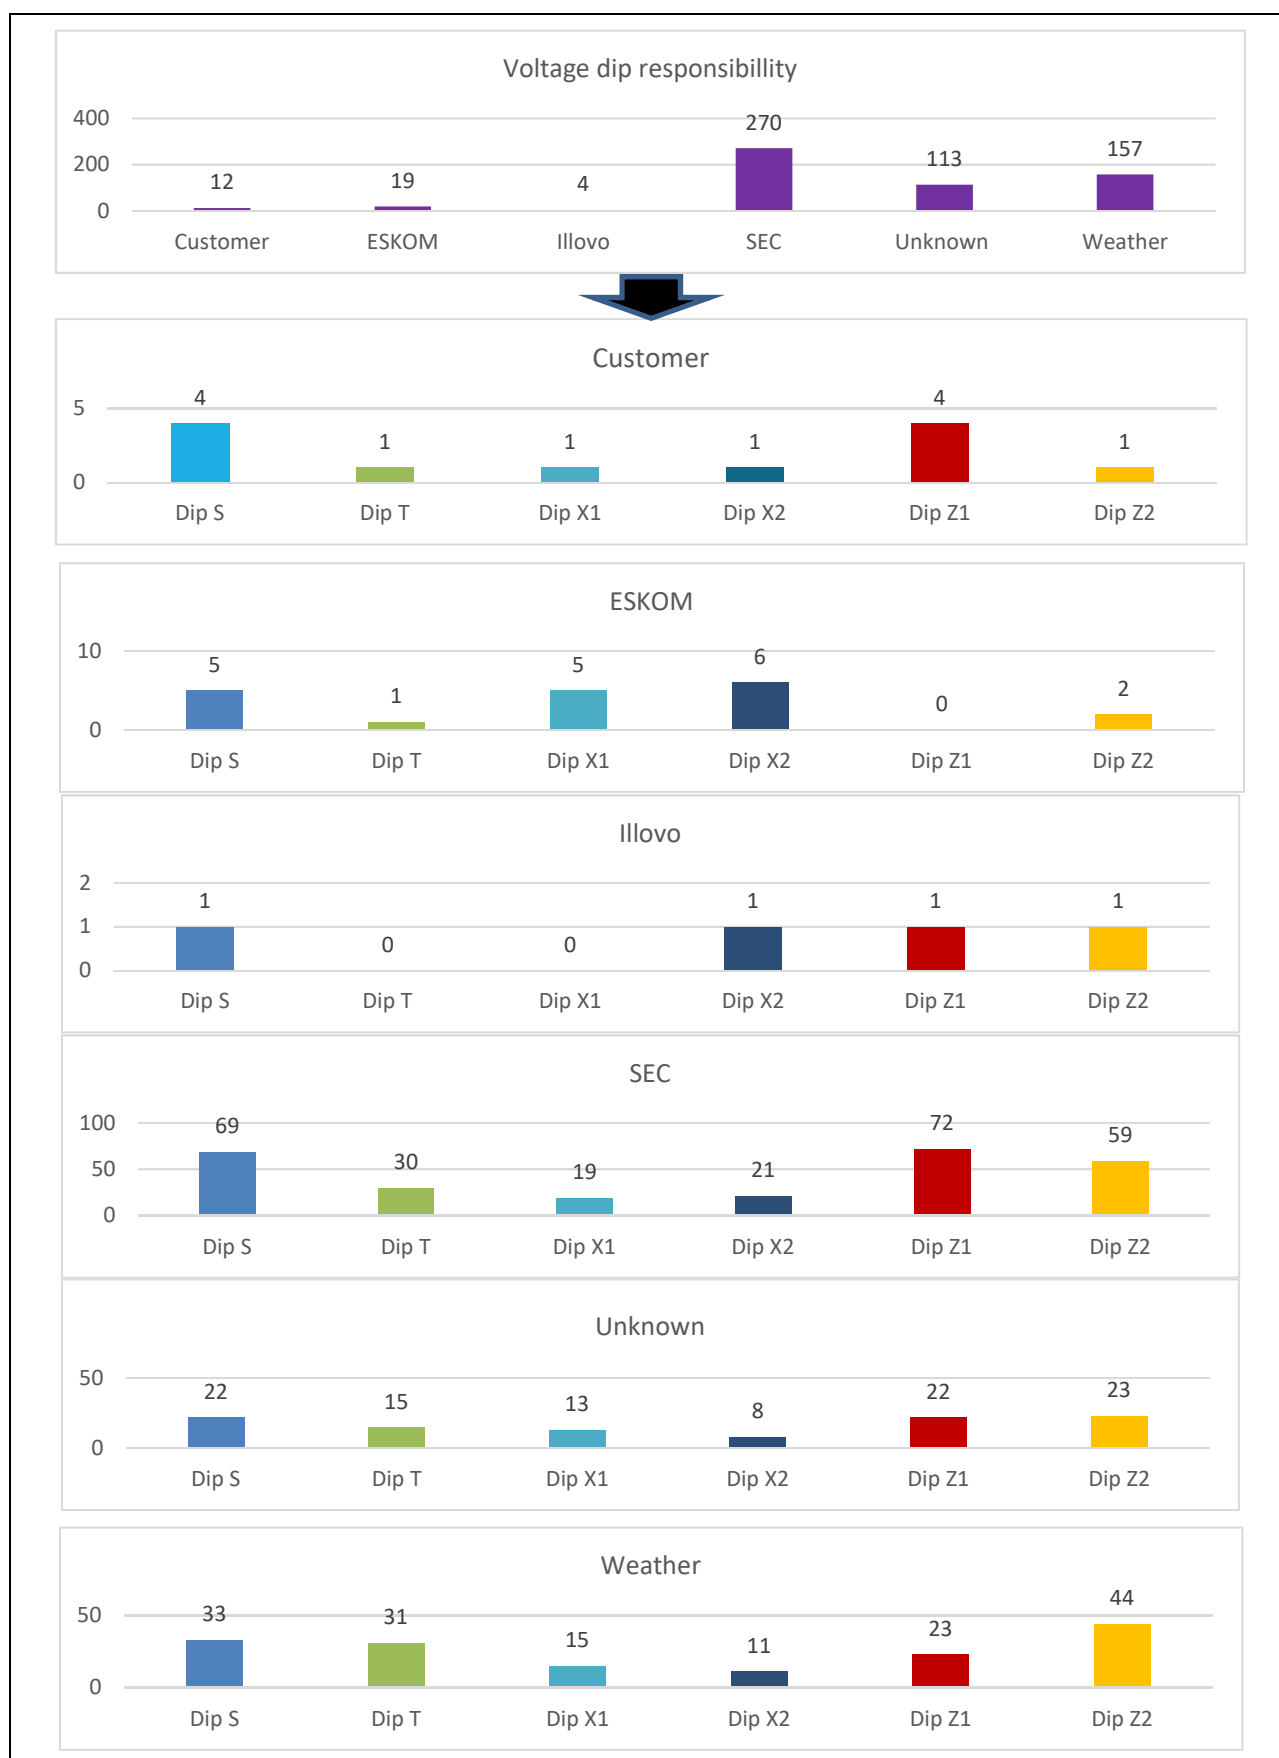 Voltage dip responsibillity
400
200
0
12
19
4
270
113
157
Customer
ESKOM
Illovo
SEC
Unknown
Weather
Customer
5
0
4
1
1
1
4
1
Dip S
Dip T
Dip X1
Dip X2
Dip Z1
Dip Z2
ESKOM
10
0
5
1
5
6
0
2
Dip S
Dip T
Dip X1
Dip X2
Dip Z1
Dip Z2
Illovo
2
1
0
1
0
0
1
1
1
Dip S
Dip T
Dip X1
Dip X2
Dip Z1
Dip Z2
SEC
100
50
0
69
30
19
21
72
59
Dip S
Dip T
Dip X1
Dip X2
Dip Z1
Dip Z2
Unknown
50
0
22
15
13
8
22
23
Dip S
Dip T
Dip X1
Dip X2
Dip Z1
Dip Z2
Weather
50
0
33
31
15
11
23
44
Dip S
Dip T
Dip X1
Dip X2
Dip Z1
Dip Z2